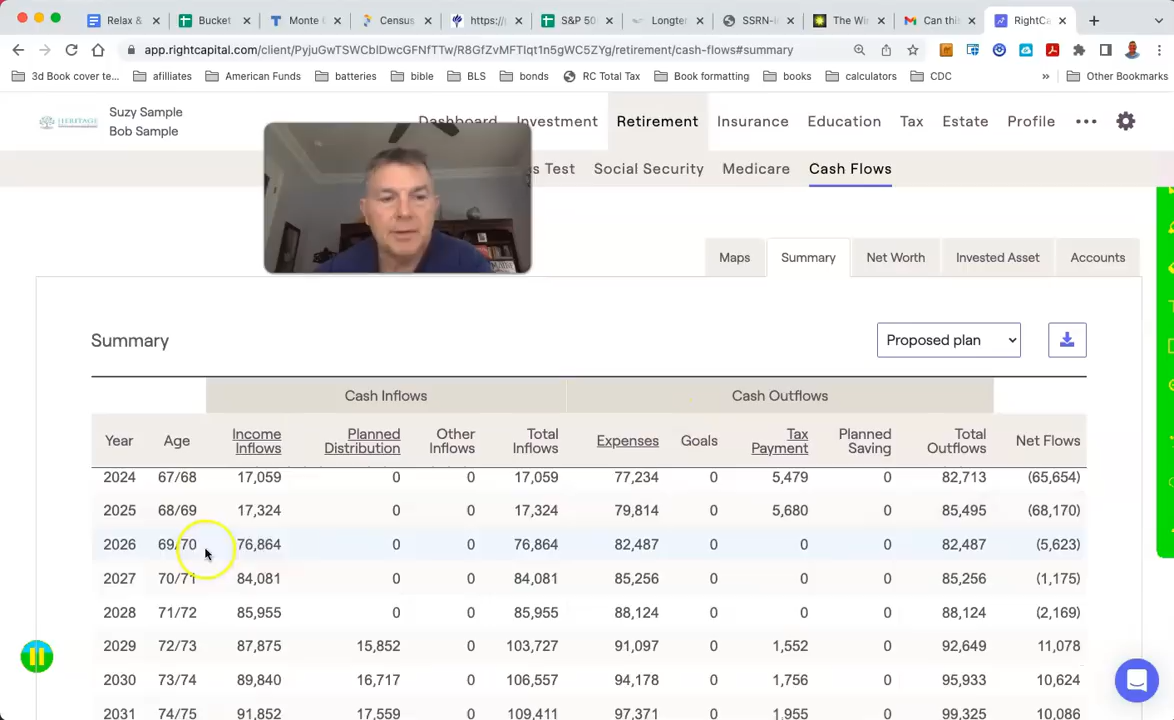 Relax & Bucket Monte Census https:// S&P 50 Longter SSRN-i The Wi Can this RightCa
app.rightcapital.com/client/PyjuGwTSWCblDwcGFNfTTw/R8GfZvMFTIqt1n5gWC5ZYg/retirement/cash-flows#summary
3d Book cover te... afiliates American Funds batteries bible BLS bonds RC Total Tax Book formatting books calculators CDC » Other Bookmarks
HERITAGE
Suzy Sample
Bob Sample
Dashboard Investment Retirement Insurance Education Tax Estate Profile
s Test Social Security Medicare Cash Flows
Maps Summary Net Worth Invested Asset Accounts
Summary Proposed plan
Cash Inflows Cash Outflows
Year Age Income Inflows Planned Distribution Other Inflows Total Inflows Expenses Goals Tax Payment Planned Saving Total Outflows Net Flows
2024 67/68 17,059 0 0 17,059 77,234 0 5,479 0 82,713 (65,654)
2025 68/69 17,324 0 0 17,324 79,814 0 5,680 0 85,495 (68,170)
2026 69/70 76,864 0 0 76,864 82,487 0 0 0 82,487 (5,623)
2027 70/71 84,081 0 0 84,081 85,256 0 0 0 85,256 (1,175)
2028 71/72 85,955 0 0 85,955 88,124 0 0 0 88,124 (2,169)
2029 72/73 87,875 15,852 0 103,727 91,097 0 1,552 0 92,649 11,078
2030 73/74 89,840 16,717 0 106,557 94,178 0 1,756 0 95,933 10,624
2031 74/75 91,852 17,559 0 109,411 97,371 0 1,955 0 99,325 10,086